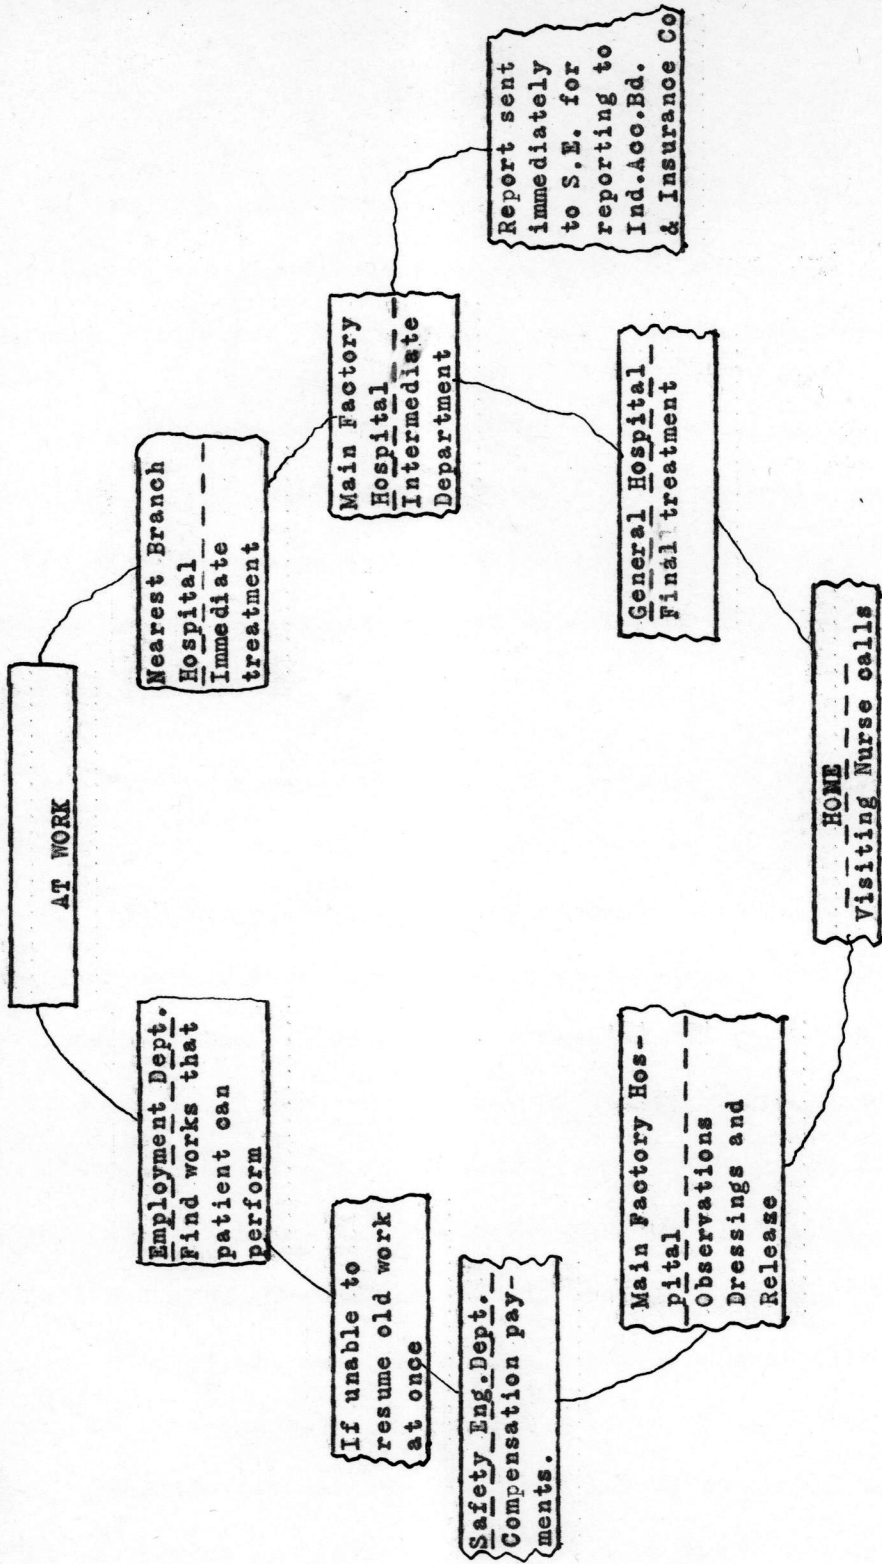 AT WORK
Nearest Branch
Hospital
Immediate
treatment
Main Factory
Hospital
Intermediate
Department
Report sent
immediately
to S.E. for
reporting to
Ind.Acc.Bd.
& Insurance Co
General Hospital
Final treatment
HOME
Visiting Nurse calls
Main Factory Hos-
pital
Observations
Dressings and
Release
Safety Eng.Dept.
Compensation pay-
ments.
If unable to
resume old work
at once
Employment Dept.
Find works that
patient can
perform